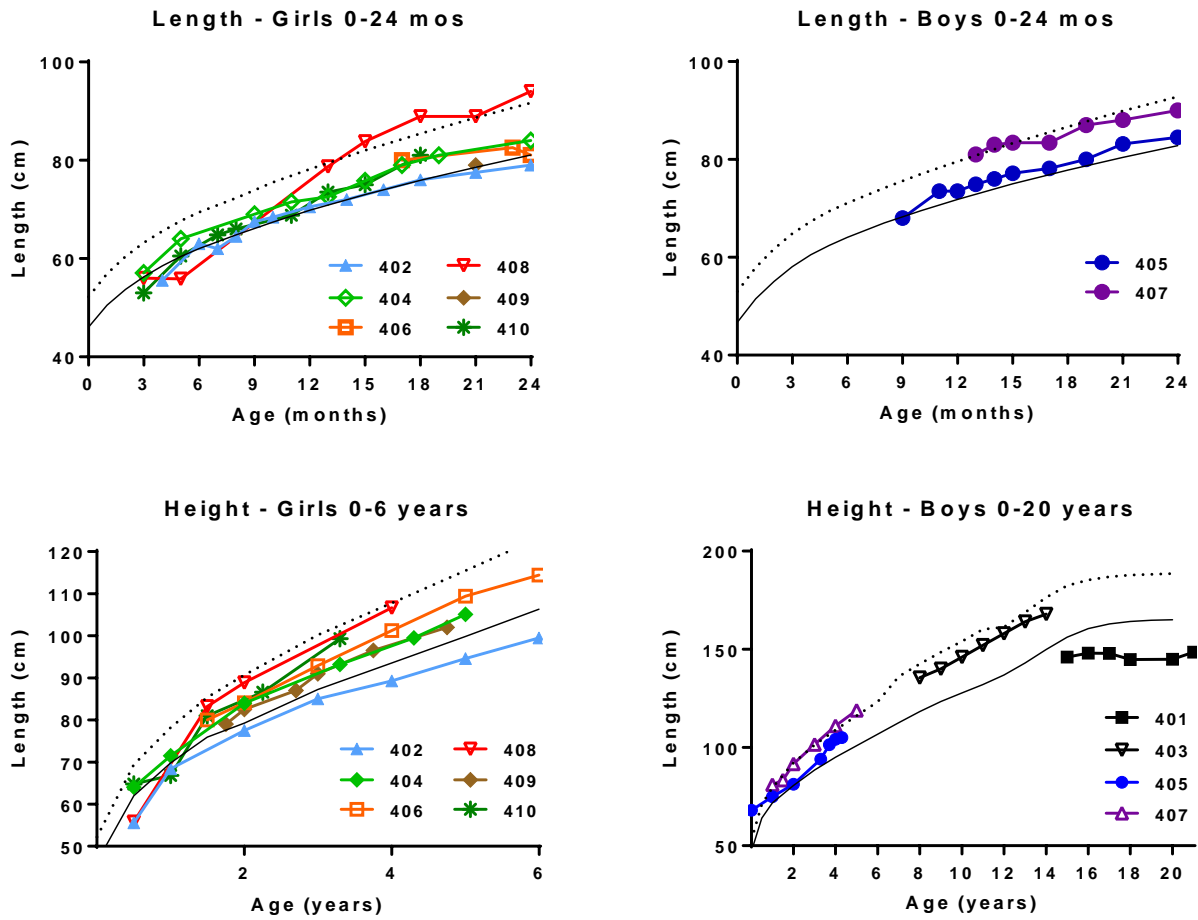 Length - Girls 0-24 mos
100
80
60
40
0 3 6 9 12 15 18 21 24
Length (cm)
Age (months)
402 408
404 409
406 410
Length - Boys 0-24 mos
100
80
60
40
0 3 6 9 12 15 18 21 24
Length (cm)
Age (months)
405
407
Height - Girls 0-6 years
120
110
100
90
80
70
60
50
2 4 6
Length (cm)
Age (years)
402 408
404 409
406 410
Height - Boys 0-20 years
200
150
100
50
2 4 6 8 10 12 14 16 18 20
Length (cm)
Age (years)
401
403
405
407